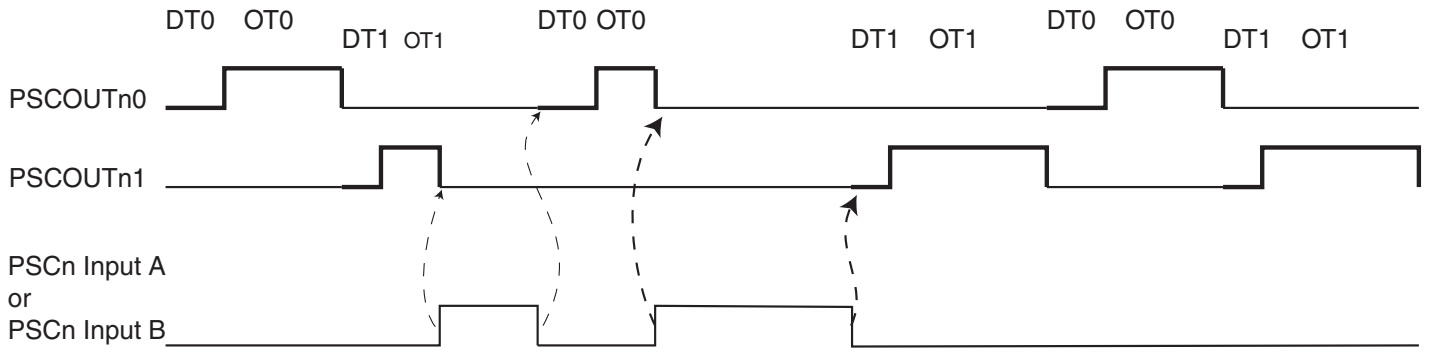 DT0 OT0 DT0 OT0 DT0 OT0
DT1 OT1 DT1 OT1 DT1 OT1
PSCOUTn0
PSCOUTn1
PSCn Input A
or
PSCn Input B